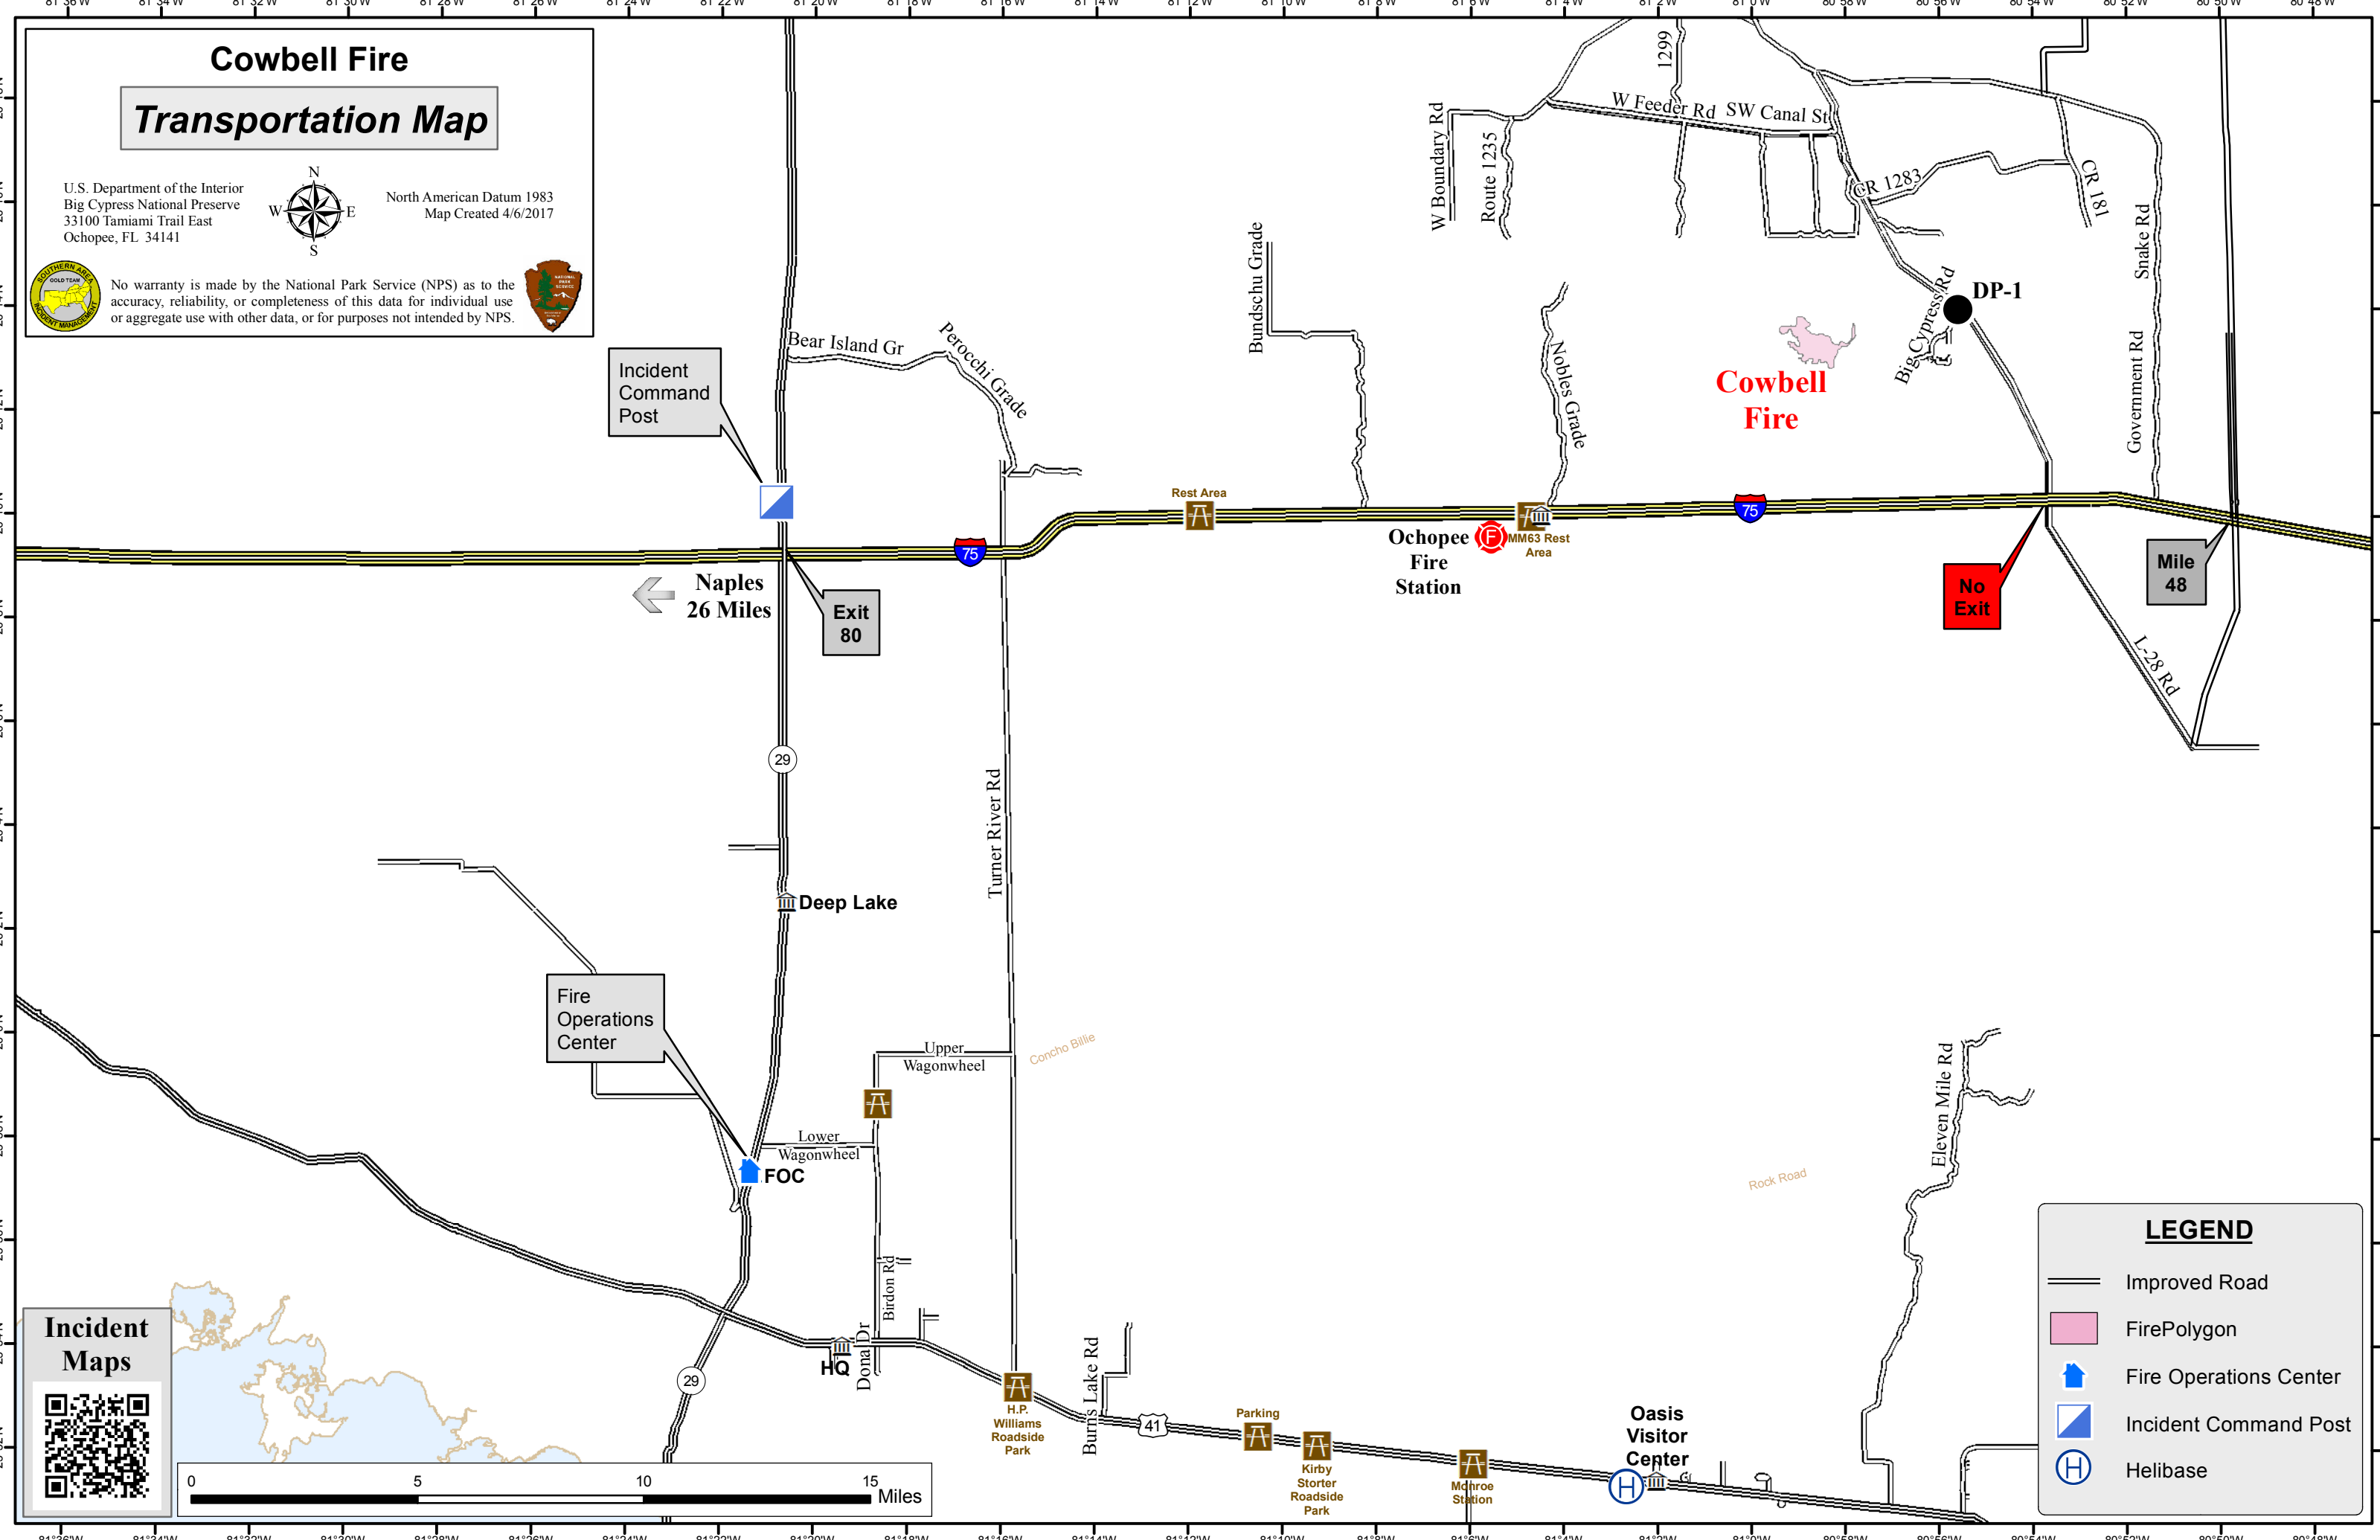 Cowbell Fire
Transportation Map
U.S. Department of the Interior
Big Cypress National Preserve
33100 Tamiami Trail East
Ochopee, FL 34141
N
W
E
S
North American Datum 1983
Map Created 4/6/2017
SOUTHERN AREA
GOLD TEAM
INCIDENT MANAGEMENT
No warranty is made by the National Park Service (NPS) as to the
accuracy, reliability, or completeness of this data for individual use
or aggregate use with other data, or for purposes not intended by NPS.
NATIONAL
PARK
SERVICE
1299
W Feeder Rd
SW Canal St
W Boundary Rd
Route 1235
CR 1283
CR 181
Snake Rd
Government Rd
Bundschu Grade
Big Cypress Rd
DP-1
Bear Island Gr
Perocchi Grade
Nobles Grade
Cowbell
Fire
Incident
Command
Post
Rest Area
75
75
Ochopee
Fire
Station
F
MM63 Rest
Area
Naples
26 Miles
Exit
80
No
Exit
Mile
48
L-28 Rd
29
Turner River Rd
Deep Lake
Fire
Operations
Center
Upper
Wagonwheel
Concho Billie
Lower
Wagonwheel
FOC
Eleven Mile Rd
Rock Road
Birdon Rd
HQ
Dona Dr
29
H.P.
Williams
Roadside
Park
Burns Lake Rd
41
Parking
Kirby
Storter
Roadside
Park
Monroe
Station
Oasis
Visitor
Center
H
Incident
Maps
0 5 10 15
Miles
LEGEND
Improved Road
FirePolygon
Fire Operations Center
Incident Command Post
H
Helibase